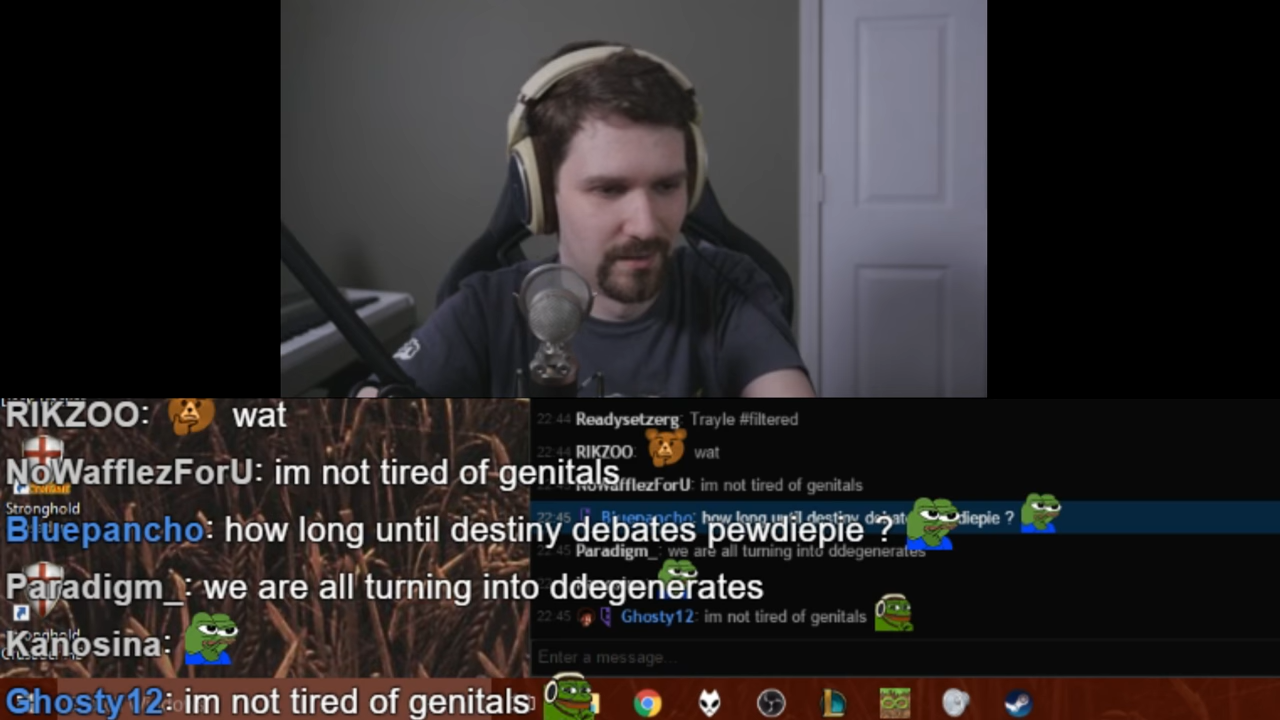 RIKZOO: wat
NoWafflezForU: im not tired of genitals
Bluepancho: how long until destiny debates pewdiepie ?
Paradigm_: we are all turning into ddegenerates
Kanosina:
Ghosty12: im not tired of genitals
Stronghold
22:44 Readysetzerg: Trayle #filtered
22:44 RIKZOO: wat
NoWafflezForU: im not tired of genitals
22:45 Bluepancho: how long until destiny debates pewdiepie ?
22:45 Paradigm_: we are all turning into ddegenerates
22:45 Ghosty12: im not tired of genitals
Enter a message...